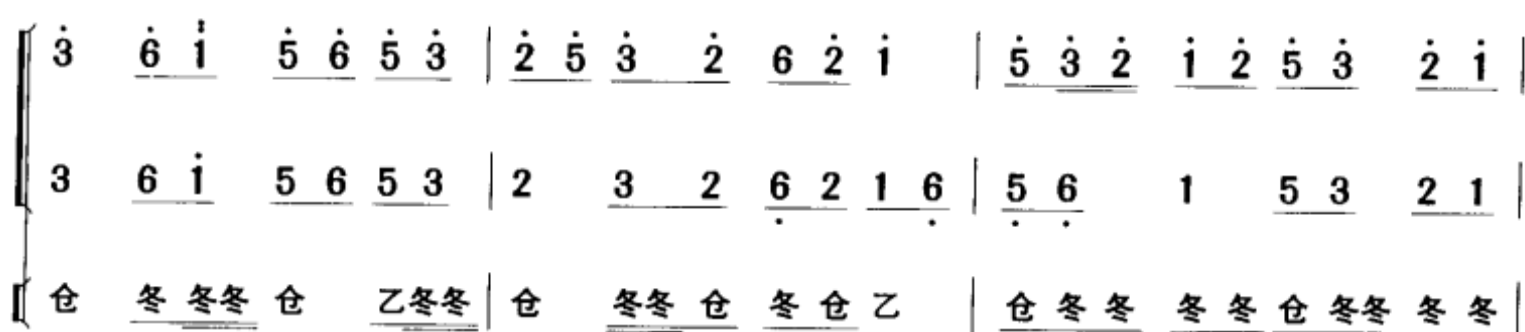 3 6 1 5 6 5 3 | 2 5 3 2 6 2 1 | 5 3 2 1 2 5 3 2 1 |
3 6 1 5 6 5 3 | 2 3 2 6 2 1 6 | 5 6 1 5 3 2 1 |
仓 冬 冬冬 仓 乙冬冬 | 仓 冬冬 仓 冬 仓 乙 | 仓 冬 冬 冬 冬 仓 冬冬 冬 冬 |